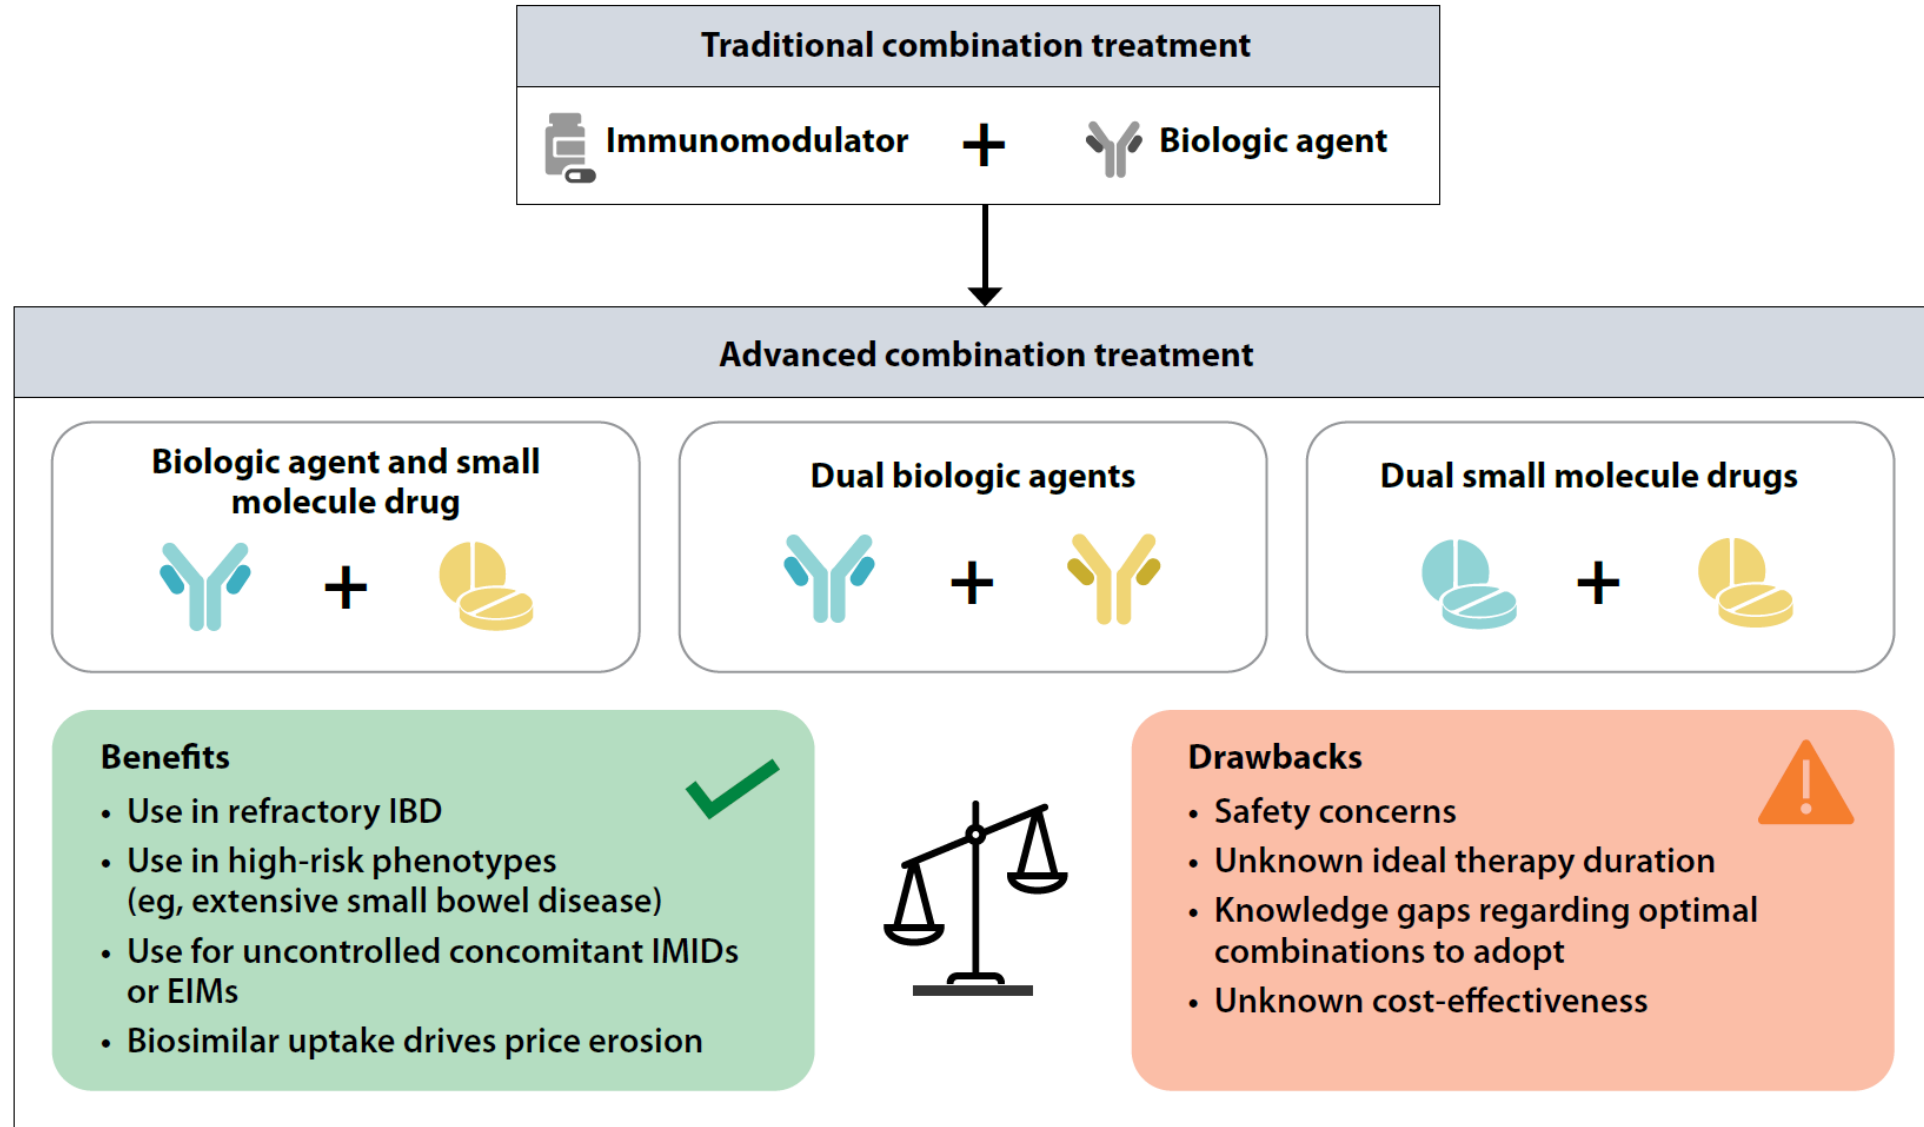 Traditional combination treatment
Immunomodulator + Biologic agent
Advanced combination treatment
Biologic agent and small
molecule drug
+
Dual biologic agents
+
Dual small molecule drugs
+
Benefits
• Use in refractory IBD
• Use in high-risk phenotypes
(eg, extensive small bowel disease)
• Use for uncontrolled concomitant IMIDs
or EIMs
• Biosimilar uptake drives price erosion
Drawbacks
• Safety concerns
• Unknown ideal therapy duration
• Knowledge gaps regarding optimal
combinations to adopt
• Unknown cost-effectiveness